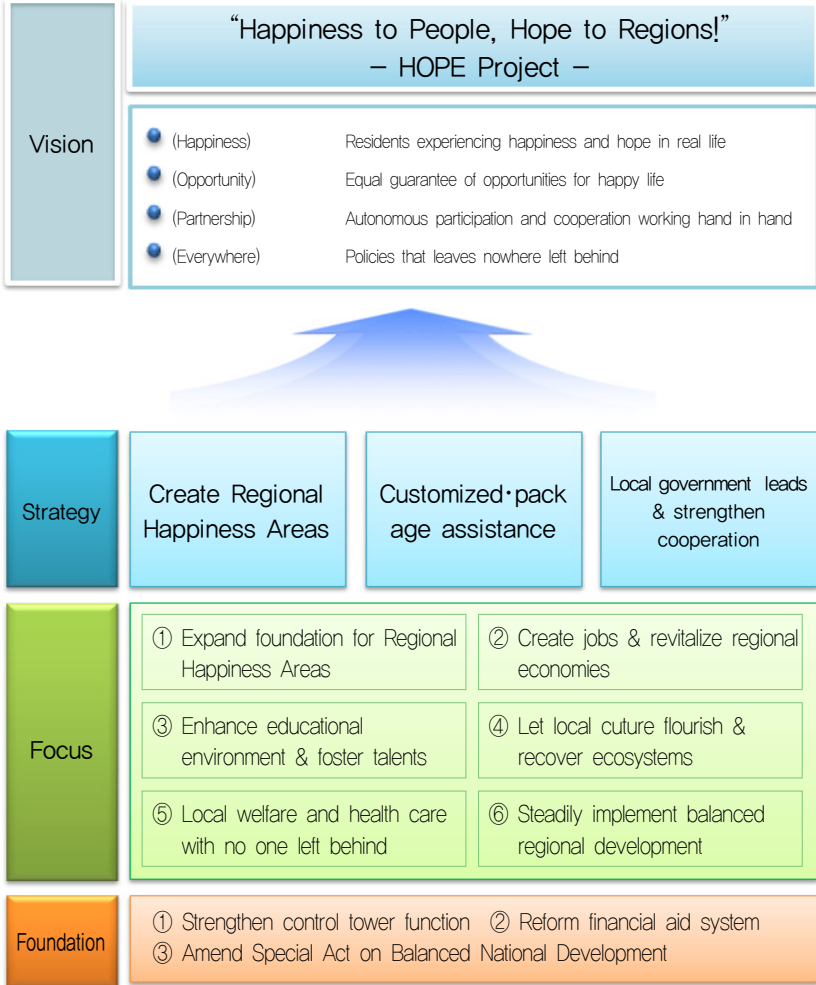 “Happiness to People, Hope to Regions!”
– HOPE Project –
Vision
(Happiness) Residents experiencing happiness and hope in real life
(Opportunity) Equal guarantee of opportunities for happy life
(Partnership) Autonomous participation and cooperation working hand in hand
(Everywhere) Policies that leaves nowhere left behind
Strategy
Create Regional
Happiness Areas
Customized·pack
age assistance
Local government leads
& strengthen
cooperation
Focus
① Expand foundation for Regional
Happiness Areas
② Create jobs & revitalize regional
economies
③ Enhance educational
environment & foster talents
④ Let local cuture flourish &
recover ecosystems
⑤ Local welfare and health care
with no one left behind
⑥ Steadily implement balanced
regional development
Foundation
① Strengthen control tower function ② Reform financial aid system
③ Amend Special Act on Balanced National Development